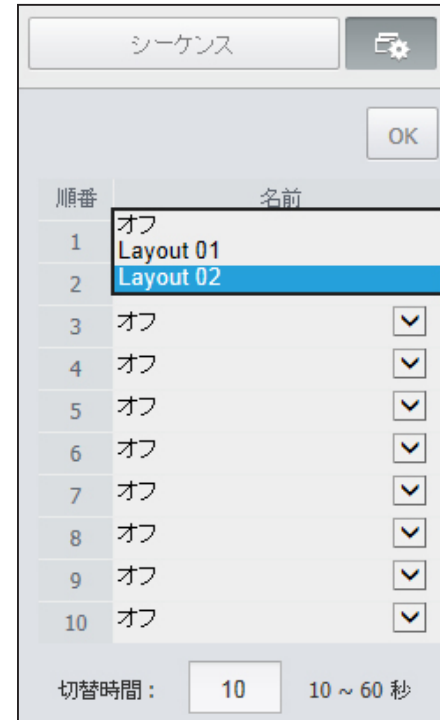 シーケンス
OK
順番 名前
1 オフ
Layout 01
2 Layout 02
3 オフ
4 オフ
5 オフ
6 オフ
7 オフ
8 オフ
9 オフ
10 オフ
切替時間 : 10 10 ~ 60 秒